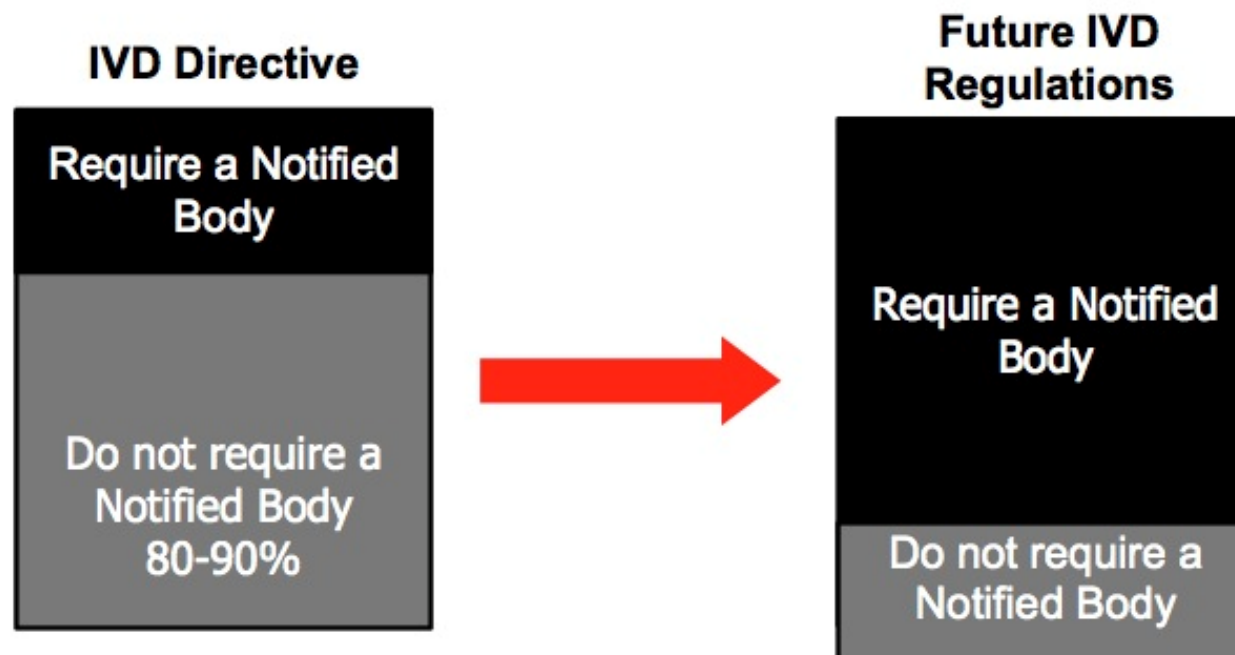 IVD Directive
Require a Notified
Body
Do not require a
Notified Body
80-90%
Future IVD
Regulations
Require a Notified
Body
Do not require a
Notified Body